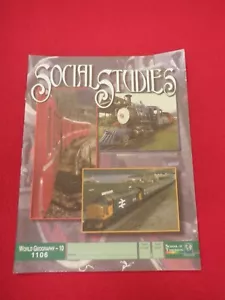 SOCIAL STUDIES
WORLD GEOGRAPHY - 10
1106